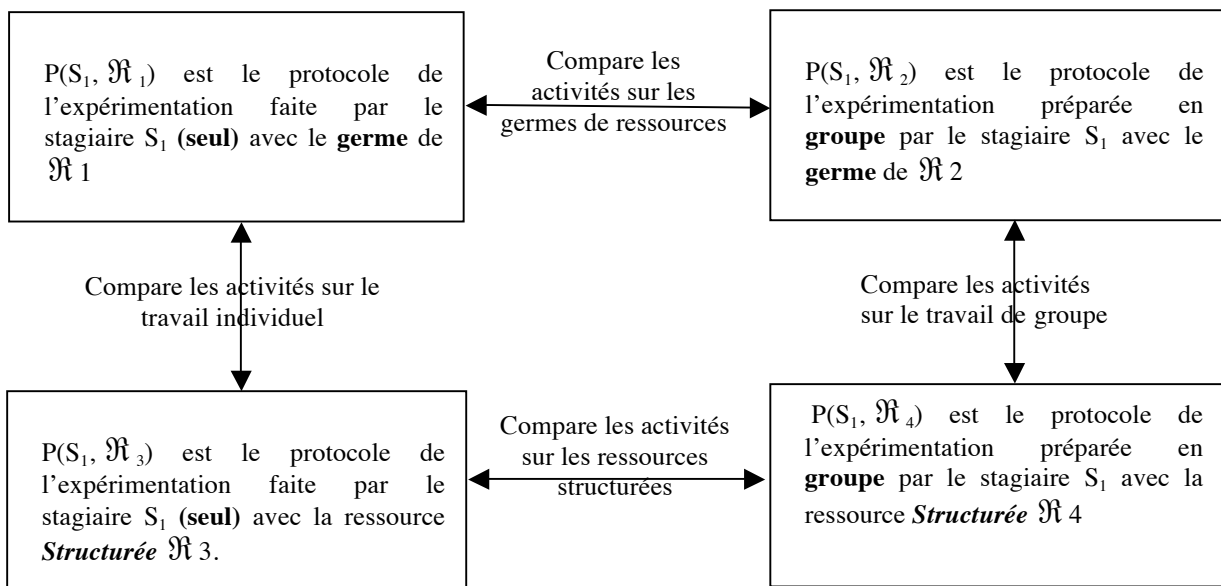 P(S₁, ℜ ₁) est le protocole de
l’expérimentation faite par le
stagiaire S₁ (seul) avec le germe de
ℜ 1
Compare les
activités sur les
germes de ressources
P(S₁, ℜ ₂) est le protocole de
l’expérimentation préparée en
groupe par le stagiaire S₁ avec le
germe de ℜ 2
Compare les activités sur le
travail individuel
Compare les activités
sur le travail de groupe
P(S₁, ℜ ₃) est le protocole de
l’expérimentation faite par le
stagiaire S₁ (seul) avec la ressource
Structurée ℜ 3.
Compare les activités
sur les ressources
structurées
P(S₁, ℜ ₄) est le protocole de
l’expérimentation préparée en
groupe par le stagiaire S₁ avec la
ressource Structurée ℜ 4